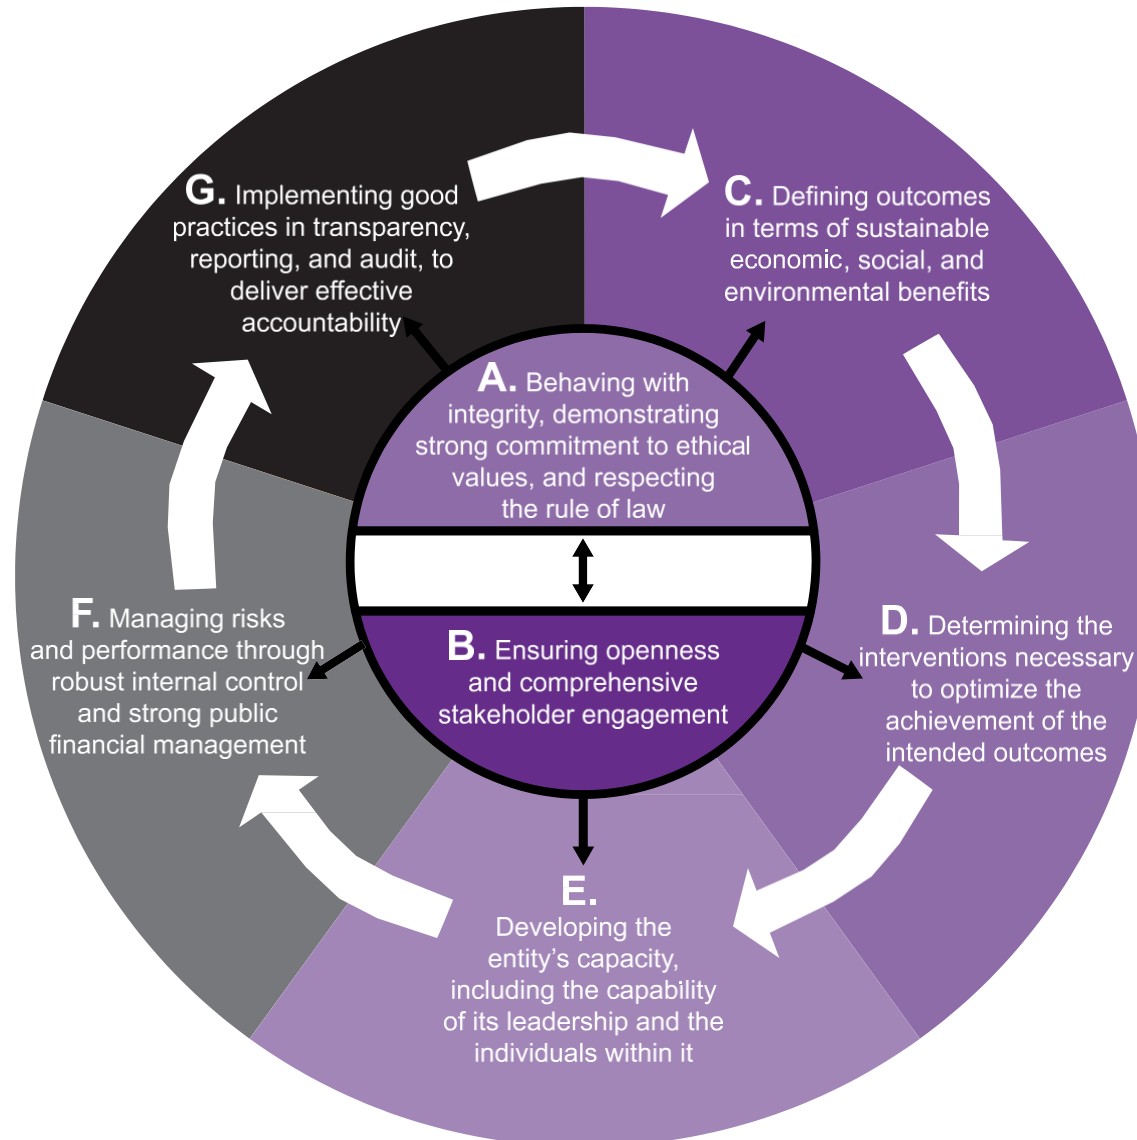 A. Behaving with
integrity, demonstrating
strong commitment to ethical
values, and respecting
the rule of law
B. Ensuring openness
and comprehensive
stakeholder engagement
C. Defining outcomes
in terms of sustainable
economic, social, and
environmental benefits
D. Determining the
interventions necessary
to optimize the
achievement of the
intended outcomes
E.
Developing the
entity’s capacity,
including the capability
of its leadership and the
individuals within it
F. Managing risks
and performance through
robust internal control
and strong public
financial management
G. Implementing good
practices in transparency,
reporting, and audit, to
deliver effective
accountability